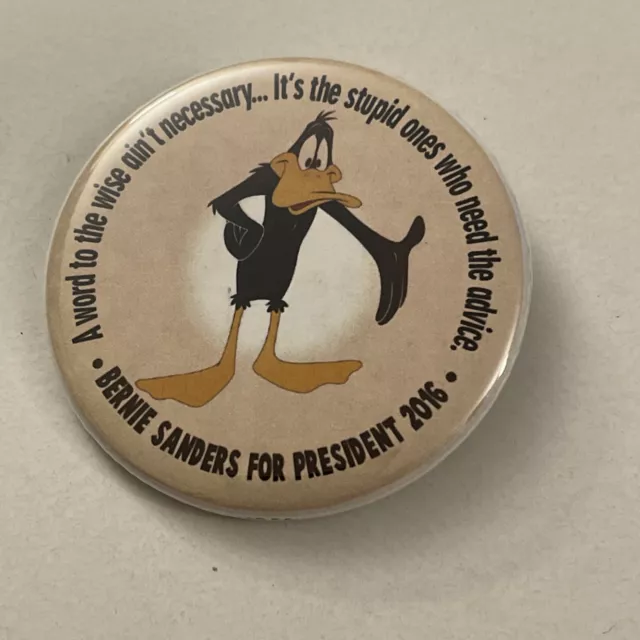 A word to the wise ain't necessary... It's the stupid ones who need the advice.
• BERNIE SANDERS FOR PRESIDENT 2016 •